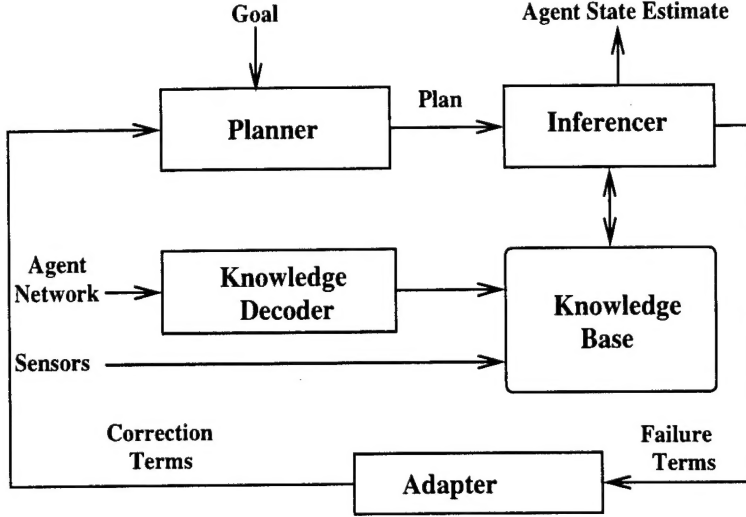 Goal
Agent State Estimate
Planner
Plan
Inferencer
Agent
Network
Knowledge
Decoder
Knowledge
Base
Sensors
Correction
Terms
Failure
Terms
Adapter